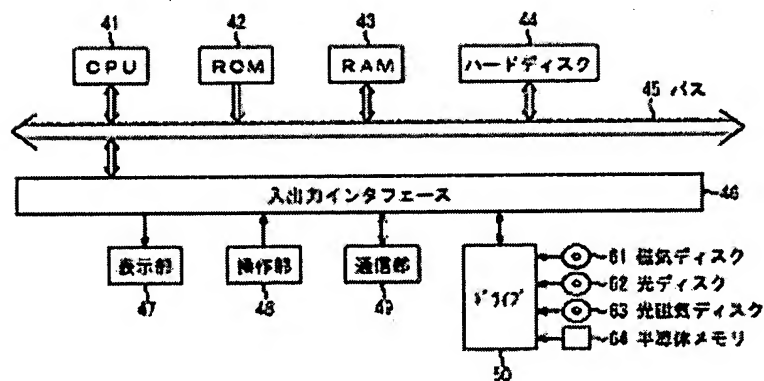 41 42 43 44
CPU ROM RAM ハードディスク
45 バス
入出力インタフェース 46
表示部 操作部 通信部 ドライブ
47 48 49 50
61 磁気ディスク
62 光ディスク
63 光磁気ディスク
64 半導体メモリ